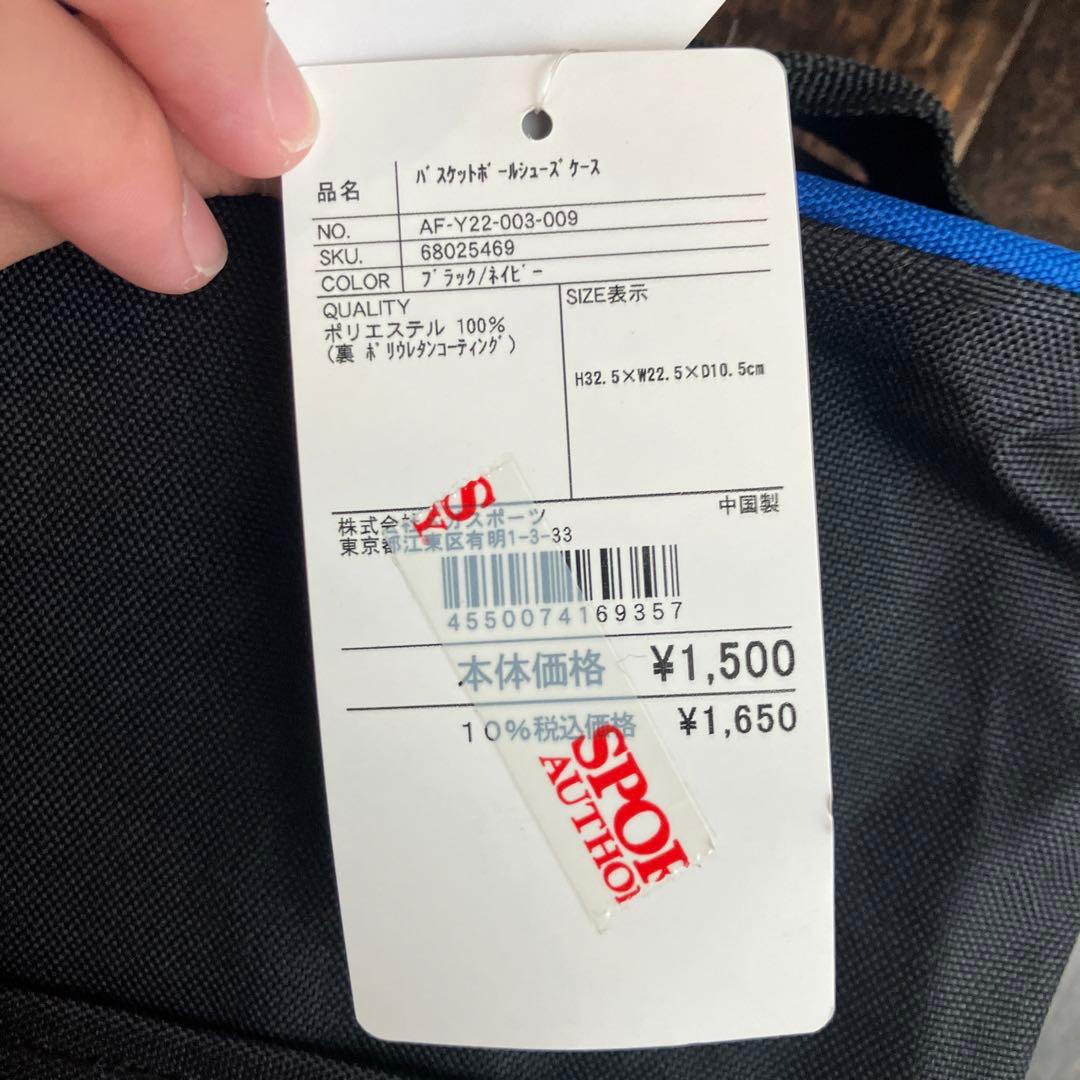 品名 ﾊﾞｽｹｯﾄﾎﾞｰﾙｼｭｰｽﾞｹｰｽ
NO. AF-Y22-003-009
SKU. 68025469
COLOR ﾌﾞﾗｯｸ/ﾈｲﾋﾞｰ
QUALITY
ポリエステル 100%
(裏 ﾎﾟﾘｳﾚﾀﾝｺｰﾃｨﾝｸﾞ)
SIZE表示
H32.5×W22.5×D10.5cm
S
Y
中国製
株式会社 スポーツ
東京都江東区有明1-3-33
4550074169357
本体価格 ¥1,500
10%税込価格 ¥1,650
SPOR
AUTHOR